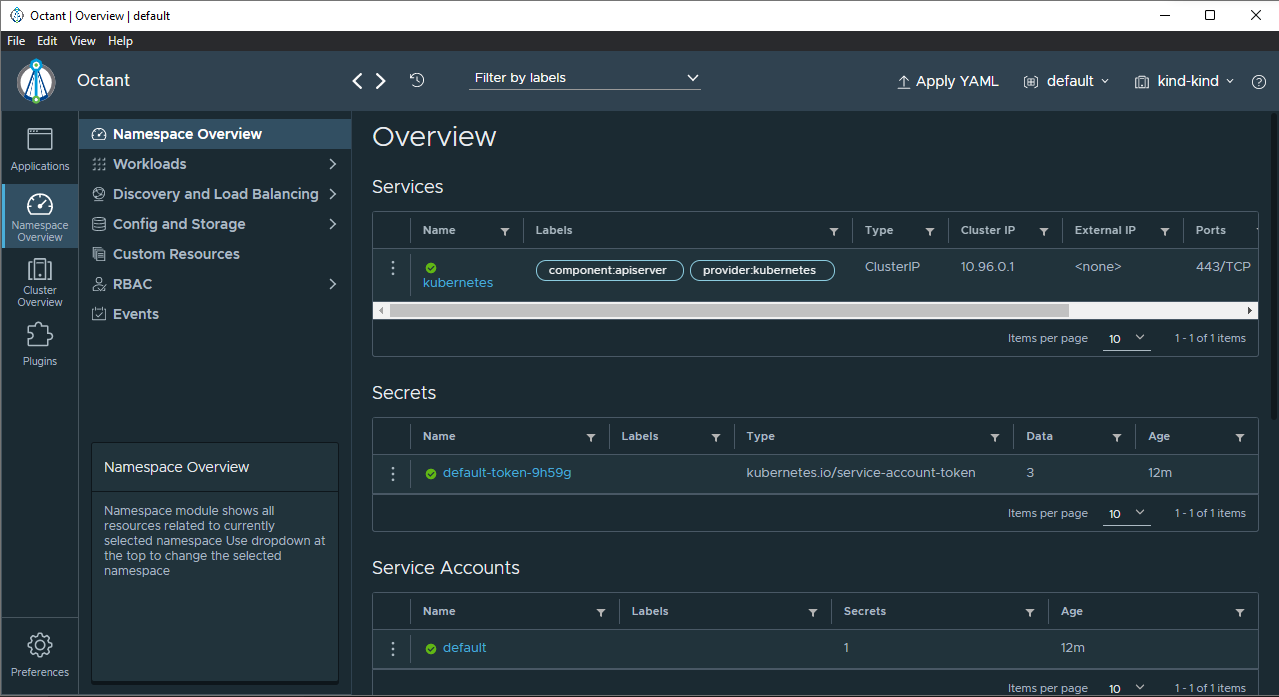 Octant | Overview | default
File Edit View Help
Octant
Filter by labels
Apply YAML
default
kind-kind
Applications
Namespace
Overview
Cluster
Overview
Plugins
Preferences
Namespace Overview
Workloads
Discovery and Load Balancing
Config and Storage
Custom Resources
RBAC
Events
Namespace Overview
Namespace module shows all
resources related to currently
selected namespace Use dropdown at
the top to change the selected
namespace
Overview
Services
Name Labels Type Cluster IP External IP Ports
kubernetes component:apiserver provider:kubernetes ClusterIP 10.96.0.1 <none> 443/TCP
Items per page 10 1 - 1 of 1 items
Secrets
Name Labels Type Data Age
default-token-9h59g kubernetes.io/service-account-token 3 12m
Items per page 10 1 - 1 of 1 items
Service Accounts
Name Labels Secrets Age
default 1 12m
Items per page 10 1 - 1 of 1 items